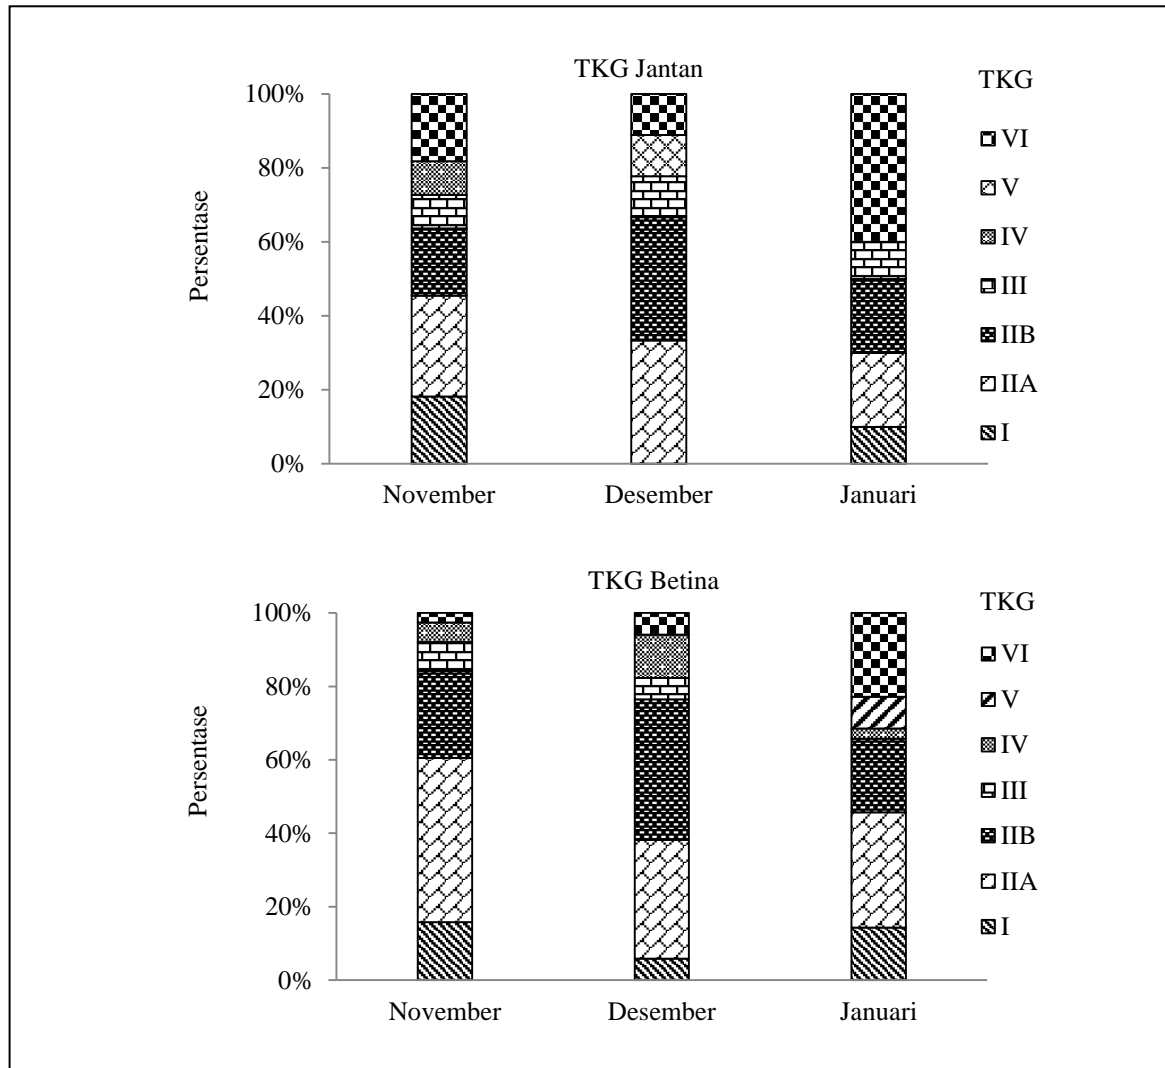 TKG Jantan
TKG
100%
80%
60%
40%
20%
0%
Persentase
VI
V
IV
III
IIB
IIA
I
November Desember Januari
TKG Betina
TKG
100%
80%
60%
40%
20%
0%
Persentase
VI
V
IV
III
IIB
IIA
I
November Desember Januari